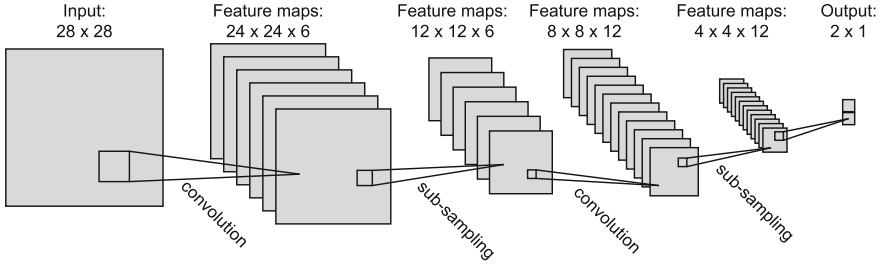 Input:
28 x 28
Feature maps:
24 x 24 x 6
Feature maps:
12 x 12 x 6
Feature maps:
8 x 8 x 12
Feature maps:
4 x 4 x 12
Output:
2 x 1
convolution
sub-sampling
convolution
sub-sampling